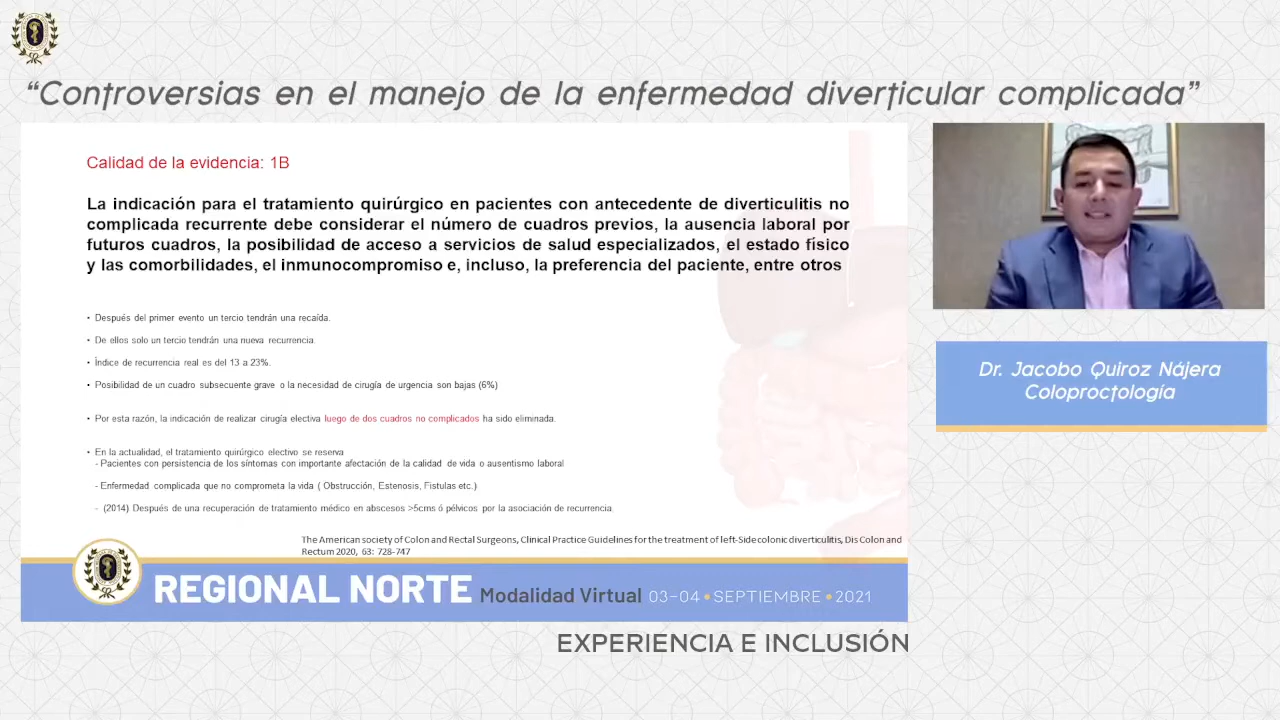 “Controversias en el manejo de la enfermedad diverticular complicada”
Calidad de la evidencia: 1B
La indicación para el tratamiento quirúrgico en pacientes con antecedente de diverticulitis no
complicada recurrente debe considerar el número de cuadros previos, la ausencia laboral por
futuros cuadros, la posibilidad de acceso a servicios de salud especializados, el estado físico
y las comorbilidades, el inmunocompromiso e, incluso, la preferencia del paciente, entre otros
• Después del primer evento un tercio tendrán una recaída.
• De ellos solo un tercio tendrán una nueva recurrencia.
• Índice de recurrencia real es del 13 a 23%.
• Posibilidad de un cuadro subsecuente grave o la necesidad de cirugía de urgencia son bajas (6%)
• Por esta razón, la indicación de realizar cirugía electiva luego de dos cuadros no complicados ha sido eliminada.
• En la actualidad, el tratamiento quirúrgico electivo se reserva
- Pacientes con persistencia de los síntomas con importante afectación de la calidad de vida o ausentismo laboral
- Enfermedad complicada que no comprometa la vida ( Obstrucción, Estenosis, Fistulas etc.)
- (2014) Después de una recuperación de tratamiento médico en abscesos >5cms ó pélvicos por la asociación de recurrencia.
The American society of Colon and Rectal Surgeons, Clinical Practice Guidelines for the treatment of left-Side colonic diverticulitis, Dis Colon and
Rectum 2020, 63: 728-747
Dr. Jacobo Quiroz Nájera
Coloproctología
REGIONAL NORTE Modalidad Virtual 03-04 • SEPTIEMBRE • 2021
EXPERIENCIA E INCLUSIÓN